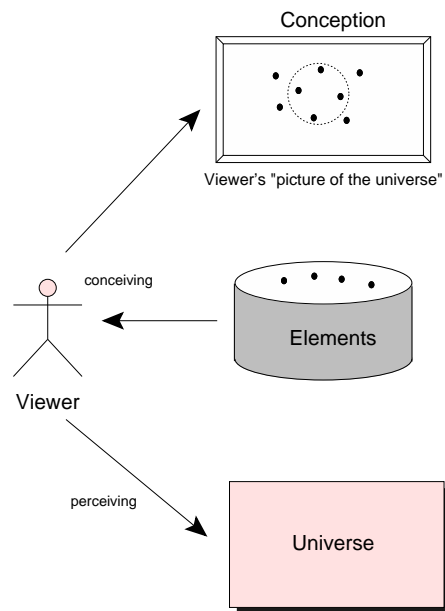 Conception
Viewer's "picture of the universe"
conceiving
Elements
Viewer
perceiving
Universe